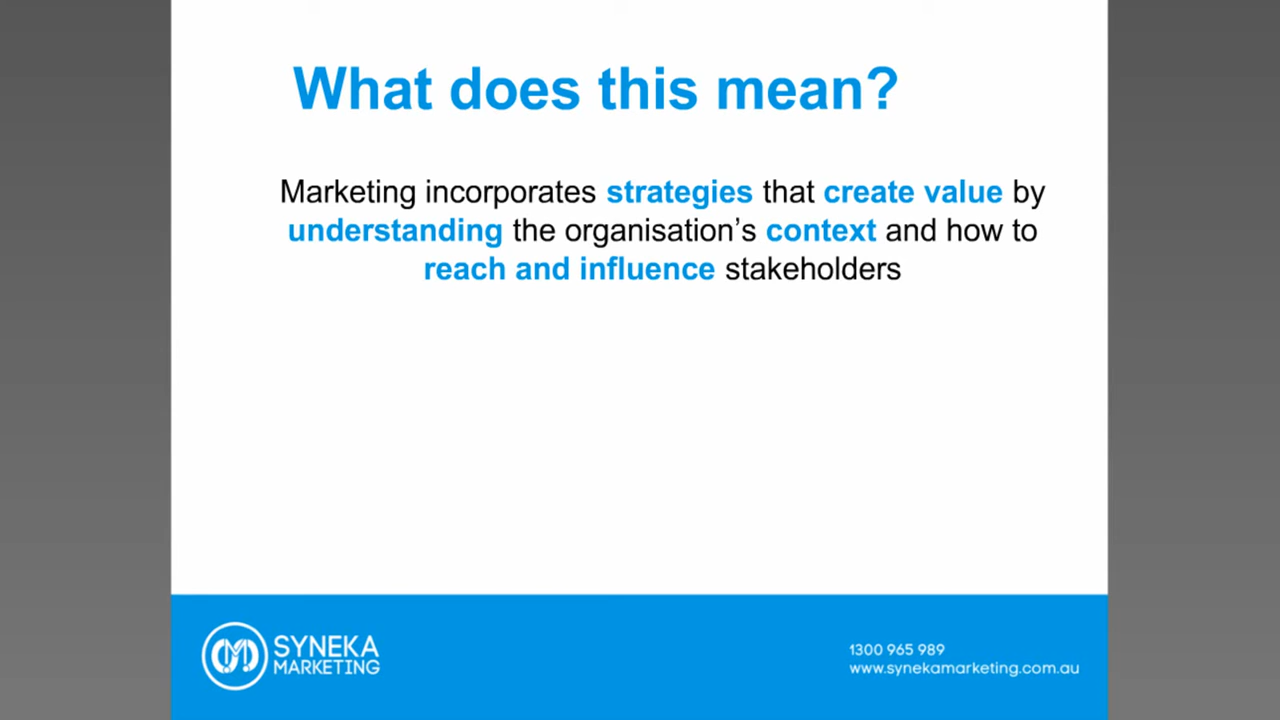 What does this mean?
Marketing incorporates strategies that create value by
understanding the organisation’s context and how to
reach and influence stakeholders
SYNEKA
MARKETING
1300 965 989
www.synekamarketing.com.au